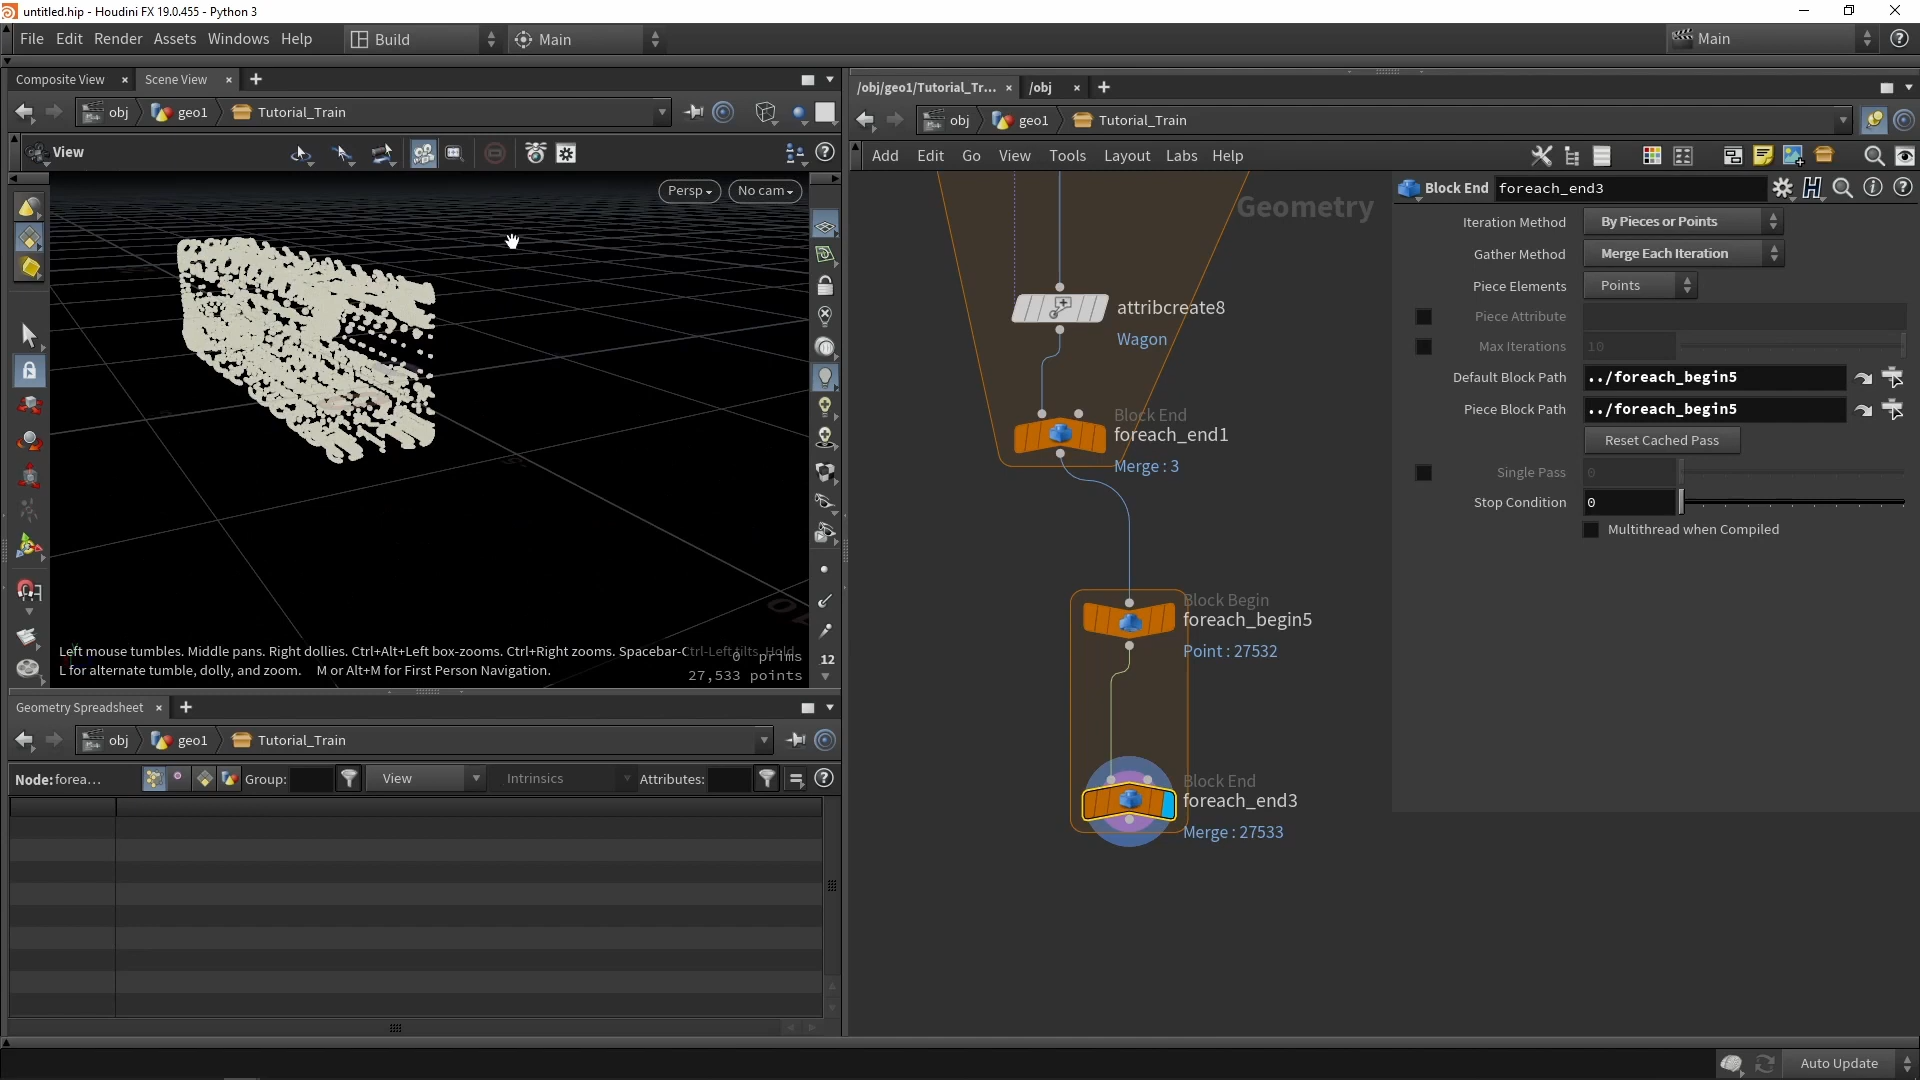 untitled.hip - Houdini FX 19.0.455 - Python 3
File Edit Render Assets Windows Help Build Main Main
Composite View Scene View
obj geo1 Tutorial_Train
View
Persp No cam
Left mouse tumbles. Middle pans. Right dollies. Ctrl+Alt+Left box-zooms. Ctrl+Right zooms. Spacebar-Ctrl-Left tilts. Hold
L for alternate tumble, dolly, and zoom. M or Alt+M for First Person Navigation.
0 prims
27,533 points
12
Geometry Spreadsheet
obj geo1 Tutorial_Train
Node: forea... Group: View Intrinsics Attributes:
/obj/geo1/Tutorial_Tr... /obj
obj geo1 Tutorial_Train
Add Edit Go View Tools Layout Labs Help
Geometry
attribcreate8
Wagon
Block End
foreach_end1
Merge : 3
Block Begin
foreach_begin5
Point : 27532
Block End
foreach_end3
Merge : 27533
Block End foreach_end3
Iteration Method By Pieces or Points
Gather Method Merge Each Iteration
Piece Elements Points
Piece Attribute
Max Iterations 10
Default Block Path ../foreach_begin5
Piece Block Path ../foreach_begin5
Reset Cached Pass
Single Pass 0
Stop Condition 0
Multithread when Compiled
Auto Update